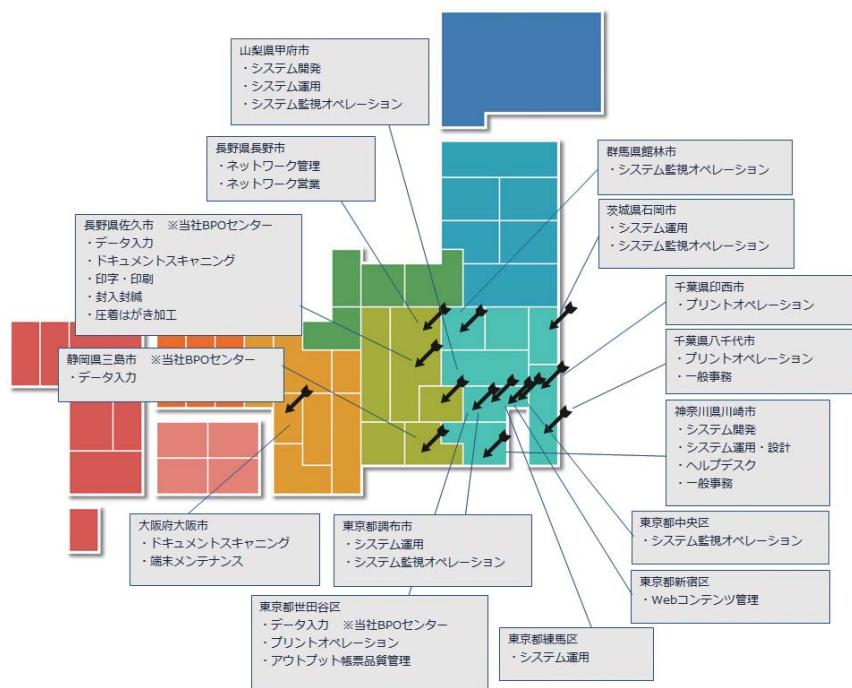 山梨県甲府市
・システム開発
・システム運用
・システム監視オペレーション
長野県長野市
・ネットワーク管理
・ネットワーク営業
群馬県館林市
・システム監視オペレーション
茨城県石岡市
・システム運用
・システム監視オペレーション
長野県佐久市　※当社BPOセンター
・データ入力
・ドキュメントスキャニング
・印字・印刷
・封入封緘
・圧着はがき加工
千葉県印西市
・プリントオペレーション
千葉県八千代市
・プリントオペレーション
・一般事務
静岡県三島市　※当社BPOセンター
・データ入力
神奈川県川崎市
・システム開発
・システム運用・設計
・ヘルプデスク
・一般事務
大阪府大阪市
・ドキュメントスキャニング
・端末メンテナンス
東京都調布市
・システム運用
・システム監視オペレーション
東京都中央区
・システム監視オペレーション
東京都新宿区
・Webコンテンツ管理
東京都世田谷区
・データ入力　※当社BPOセンター
・プリントオペレーション
・アウトプット帳票品質管理
東京都練馬区
・システム運用